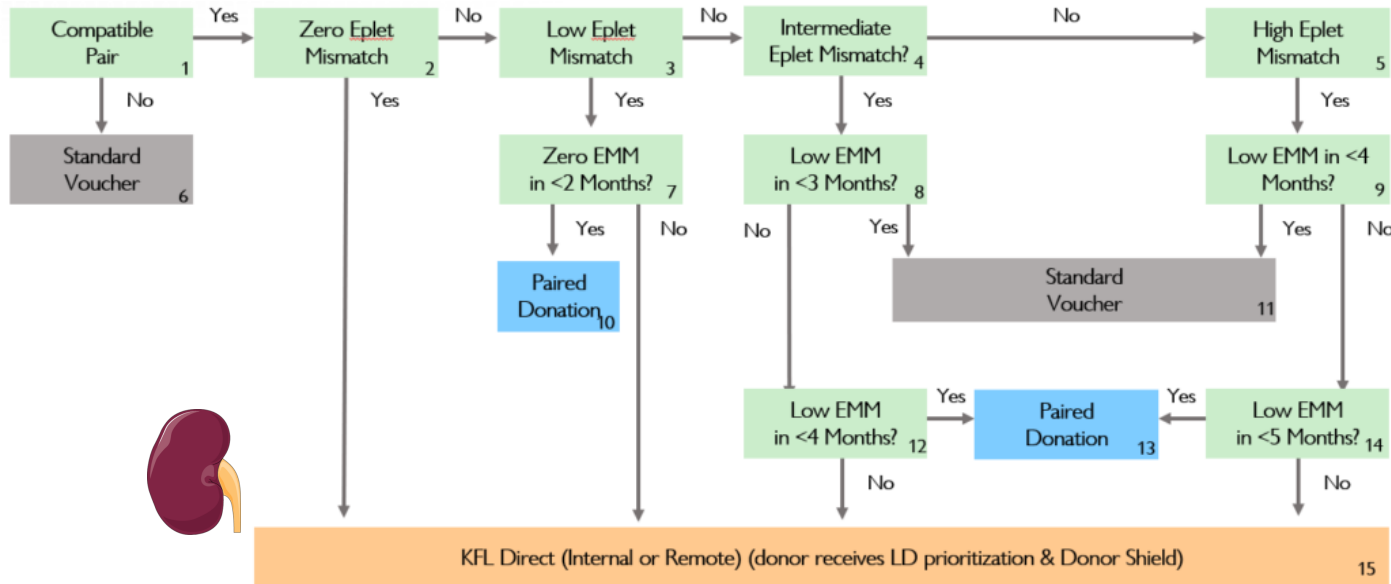 Compatible
Pair
1
Yes
Zero Eplet
Mismatch
2
No
Low Eplet
Mismatch
3
No
Intermediate
Eplet Mismatch?
4
No
High Eplet
Mismatch
5
No
Yes
Yes
Yes
Yes
Standard
Voucher
6
Zero EMM
in <2 Months?
7
Low EMM
in <3 Months?
8
Low EMM in <4
Months?
9
Yes
No
No
Yes
Yes
No
Paired
Donation
10
Standard
Voucher
11
Low EMM
in <4 Months?
12
Yes
Paired
Donation
13
Yes
Low EMM
in <5 Months?
14
No
No
KFL Direct (Internal or Remote) (donor receives LD prioritization & Donor Shield)
15